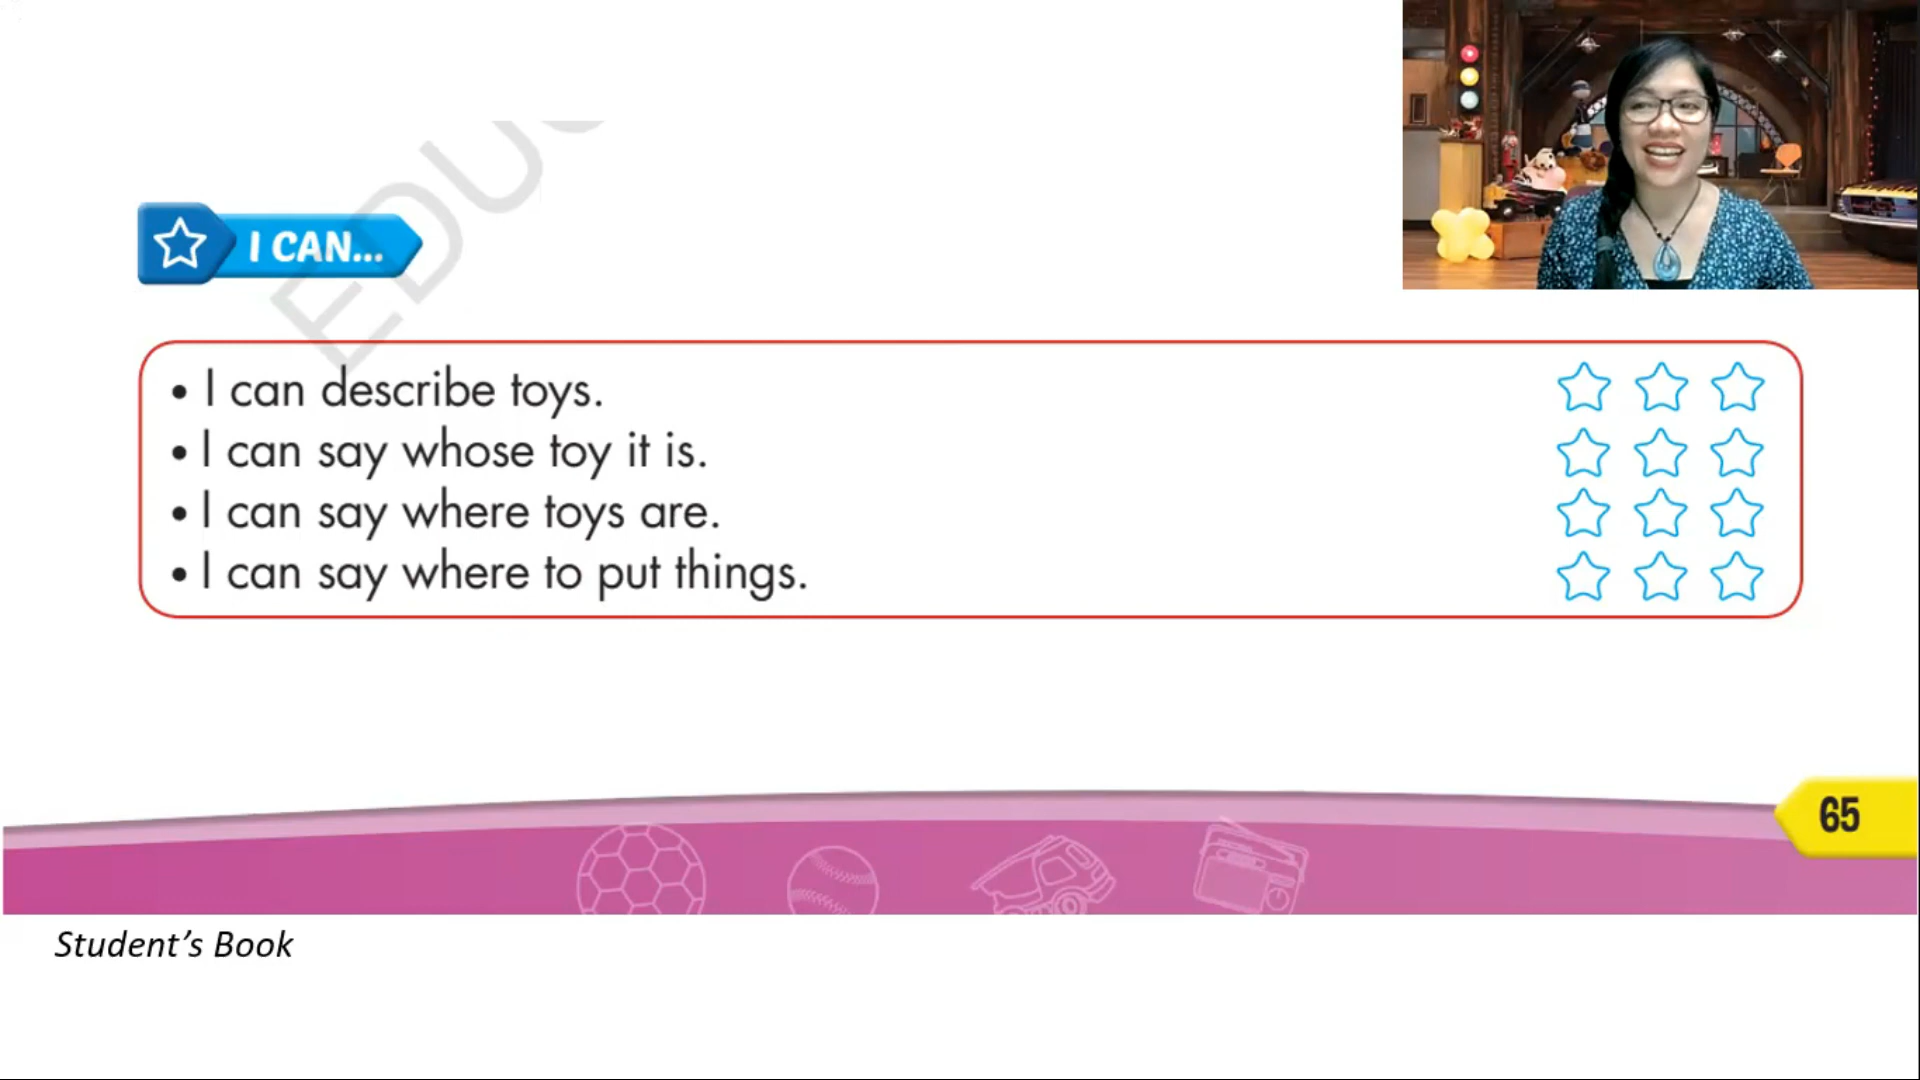 EDU
I CAN...
• I can describe toys.
• I can say whose toy it is.
• I can say where toys are.
• I can say where to put things.
65
Student's Book